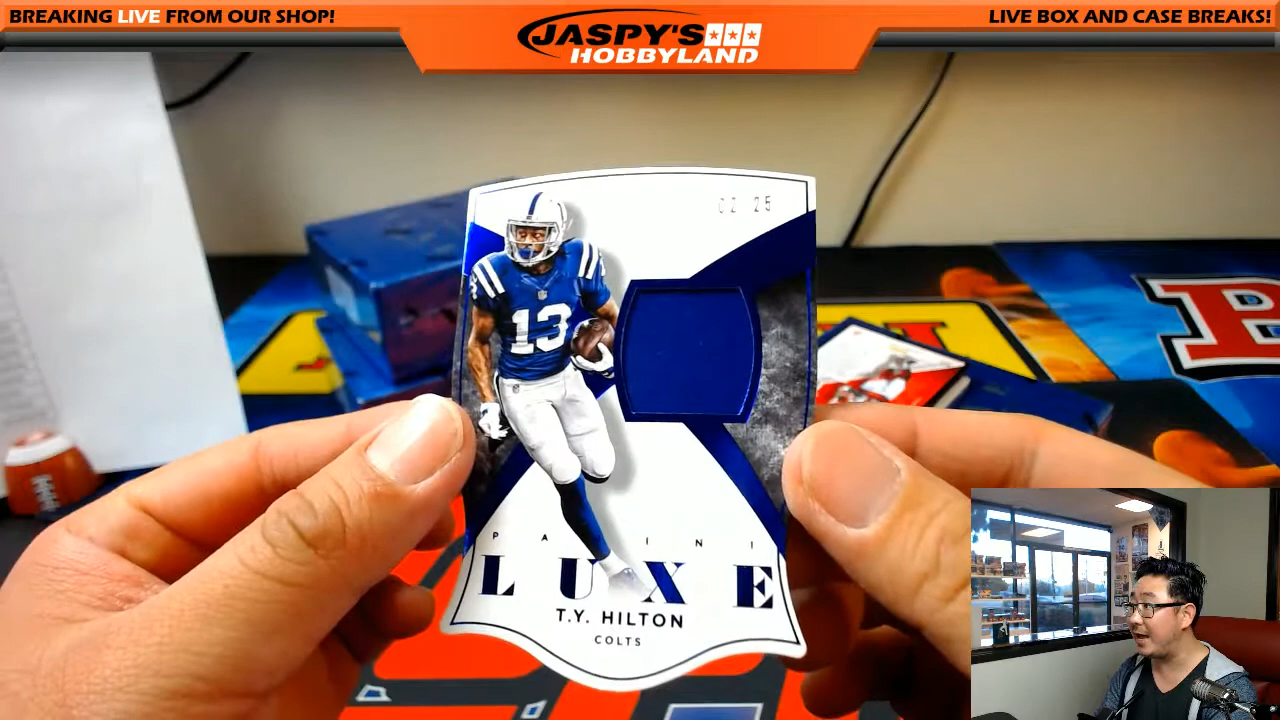 BREAKING LIVE FROM OUR SHOP!
JASPY'S
HOBBYLAND
LIVE BOX AND CASE BREAKS!
02 25
13
PANINI
LUXE
T.Y. HILTON
COLTS